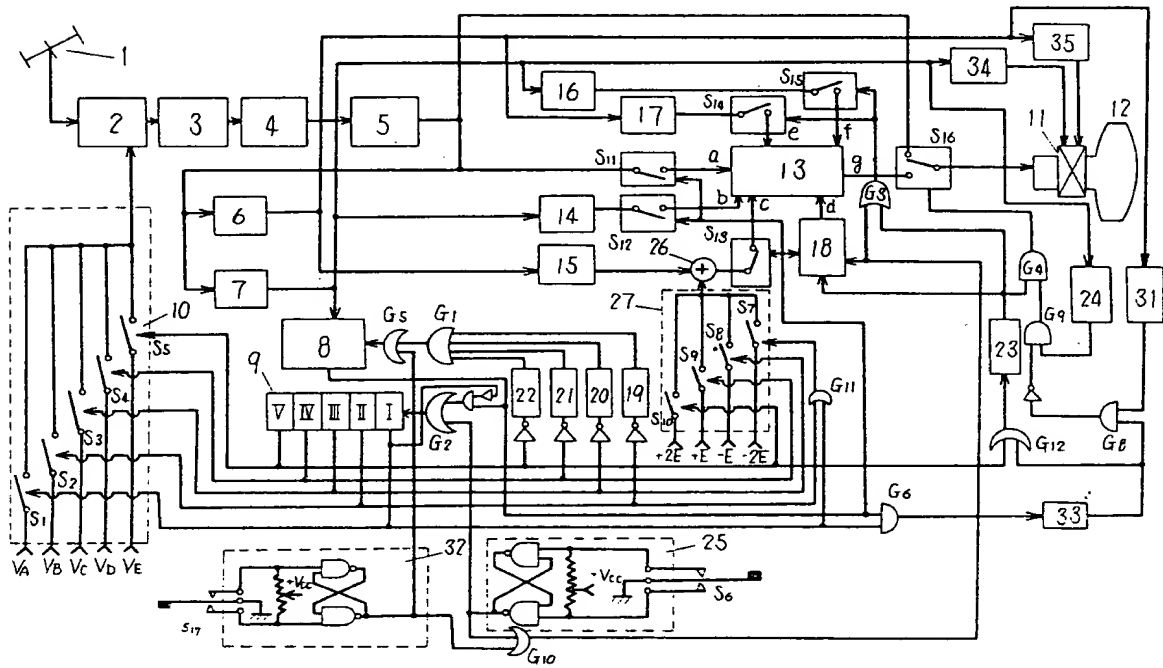 1
2
3
4
5
6
7
8
9
10
11
12
13
14
15
16
17
18
19
20
21
22
23
24
25
26
27
31
32
33
34
35
S1
S2
S3
S4
S5
S6
S7
S8
S9
S10
S11
S12
S13
S14
S15
S16
S17
G1
G2
G3
G4
G5
G6
G8
G9
G10
G11
G12
a
b
c
d
e
f
g
V IV III II I
+2E +E -E -2E
VA VB VC VD VE
+Vcc
-Vcc